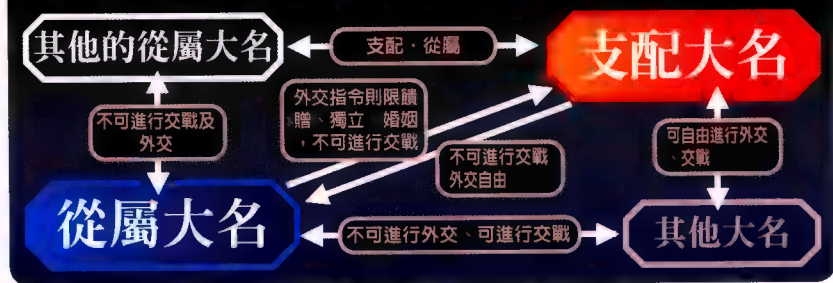 其他的從屬大名
支配‧從屬
支配大名
不可進行交戰及
外交
外交指令則限饋
贈、獨立 婚姻
，不可進行交戰
不可進行交戰
外交自由
可自由進行外交
、交戰
從屬大名
不可進行外交、可進行交戰
其他大名